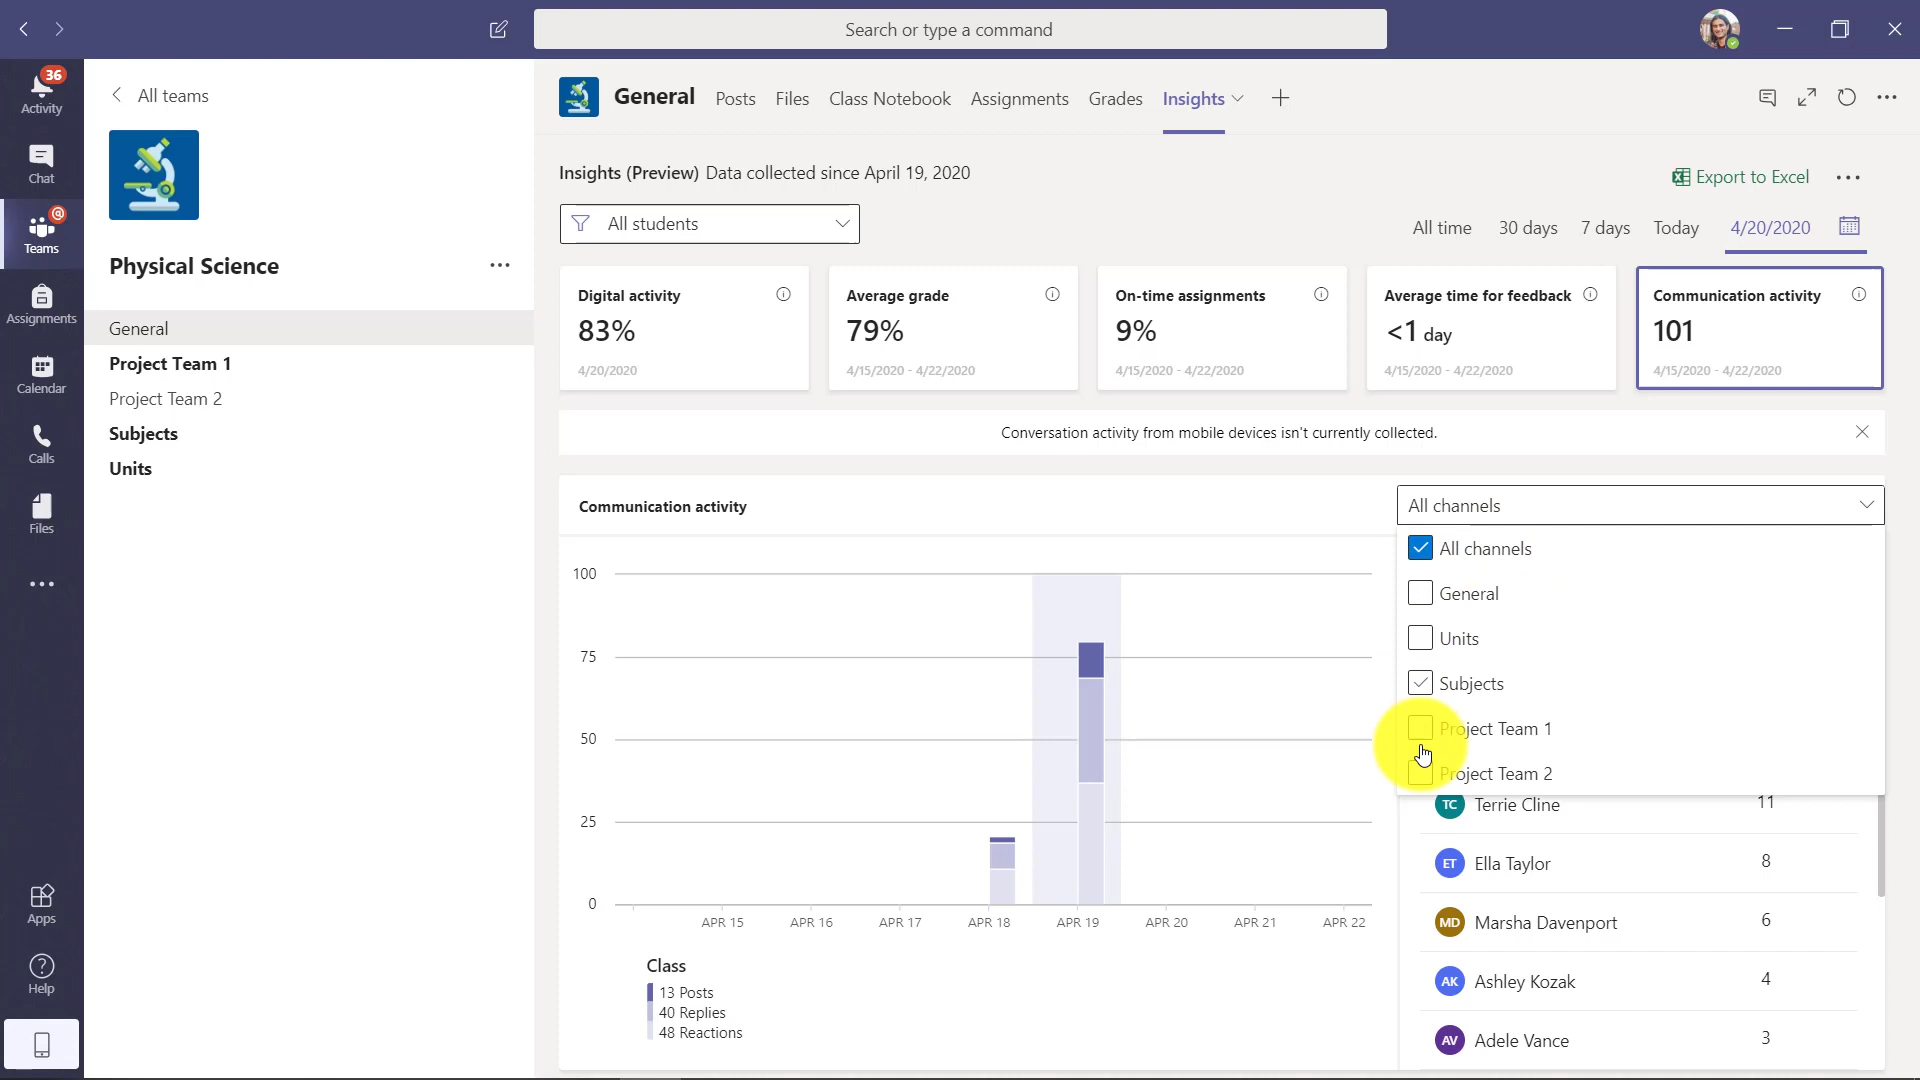 Search or type a command
36
Activity
Chat
@
Teams
Assignments
Calendar
Calls
Files
Apps
Help
All teams
Physical Science
General
Project Team 1
Project Team 2
Subjects
Units
General Posts Files Class Notebook Assignments Grades Insights
Insights (Preview) Data collected since April 19, 2020
Export to Excel
All students
All time 30 days 7 days Today 4/20/2020
Digital activity
83%
4/20/2020
Average grade
79%
4/15/2020 - 4/22/2020
On-time assignments
9%
4/15/2020 - 4/22/2020
Average time for feedback
<1 day
4/15/2020 - 4/22/2020
Communication activity
101
4/15/2020 - 4/22/2020
Conversation activity from mobile devices isn't currently collected.
Communication activity
All channels
All channels
General
Units
Subjects
Project Team 1
Project Team 2
100
75
50
25
0
APR 15 APR 16 APR 17 APR 18 APR 19 APR 20 APR 21 APR 22
Class
13 Posts
40 Replies
48 Reactions
TC Terrie Cline 11
ET Ella Taylor 8
MD Marsha Davenport 6
AK Ashley Kozak 4
AV Adele Vance 3